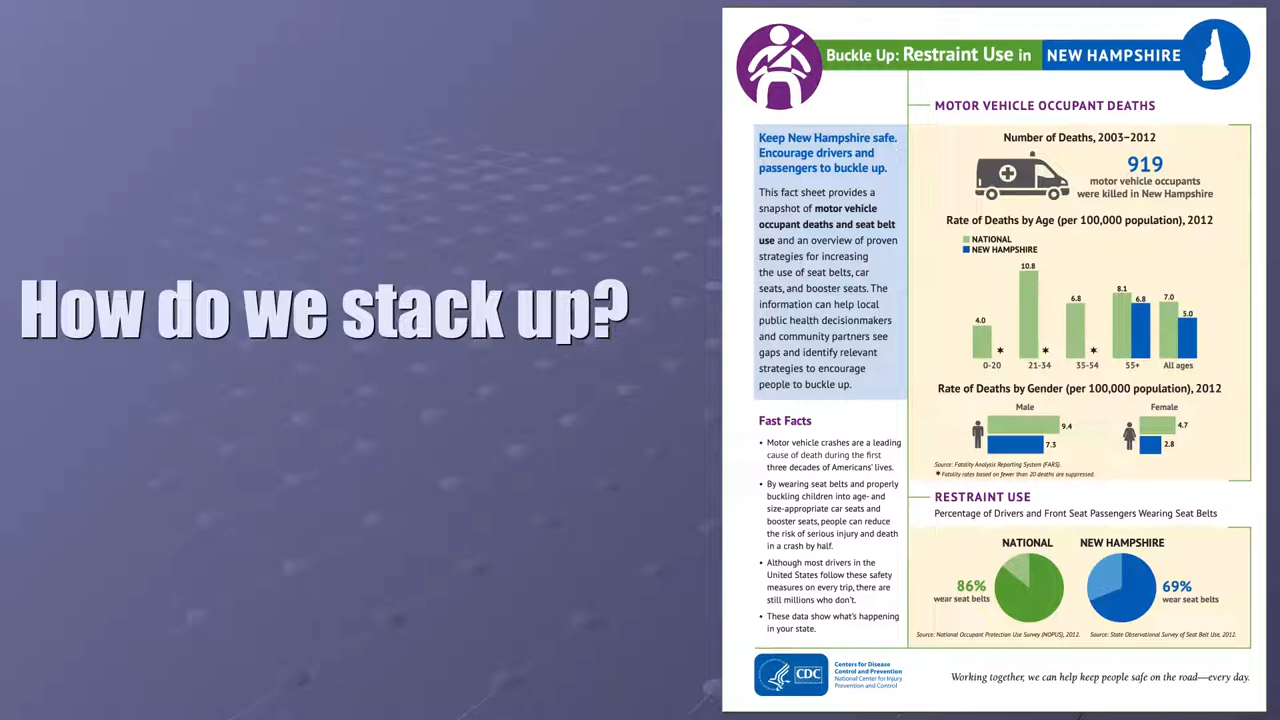 How do we stack up?
Buckle Up: Restraint Use in NEW HAMPSHIRE
Keep New Hampshire safe.
Encourage drivers and
passengers to buckle up.
This fact sheet provides a
snapshot of motor vehicle
occupant deaths and seat belt
use and an overview of proven
strategies for increasing
the use of seat belts, car
seats, and booster seats. The
information can help local
public health decisionmakers
and community partners see
gaps and identify relevant
strategies to encourage
people to buckle up.
Fast Facts
• Motor vehicle crashes are a leading
cause of death during the first
three decades of Americans' lives.
• By wearing seat belts and properly
buckling children into age- and
size-appropriate car seats and
booster seats, people can reduce
the risk of serious injury and death
in a crash by half.
• Although most drivers in the
United States follow these safety
measures on every trip, there are
still millions who don't.
• These data show what's happening
in your state.
MOTOR VEHICLE OCCUPANT DEATHS
Number of Deaths, 2003–2012
919
motor vehicle occupants
were killed in New Hampshire
Rate of Deaths by Age (per 100,000 population), 2012
NATIONAL
NEW HAMPSHIRE
4.0 * 10.8 * 6.8 * 8.1 6.8 7.0 5.0
0-20 21-34 35-54 55+ All ages
Rate of Deaths by Gender (per 100,000 population), 2012
Male Female
9.4 4.7
7.3 2.8
Source: Fatality Analysis Reporting System (FARS).
* Fatality rates based on fewer than 20 deaths are suppressed.
RESTRAINT USE
Percentage of Drivers and Front Seat Passengers Wearing Seat Belts
NATIONAL NEW HAMPSHIRE
86% 69%
wear seat belts wear seat belts
Source: National Occupant Protection Use Survey (NOPUS), 2012. Source: State Observational Survey of Seat Belt Use, 2012.
CDC
Centers for Disease
Control and Prevention
National Center for Injury
Prevention and Control
Working together, we can help keep people safe on the road—every day.